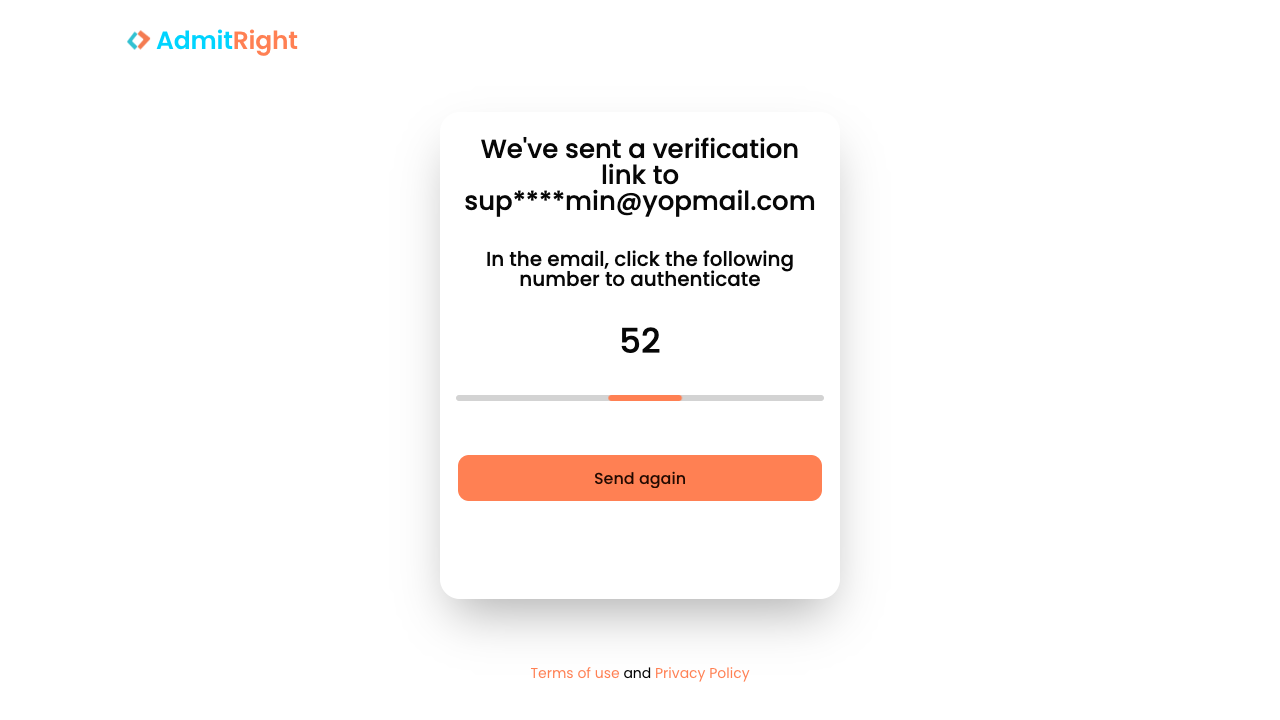 AdmitRight
We've sent a verification
link to
sup****min@yopmail.com
In the email, click the following
number to authenticate
52
Send again
Terms of use and Privacy Policy